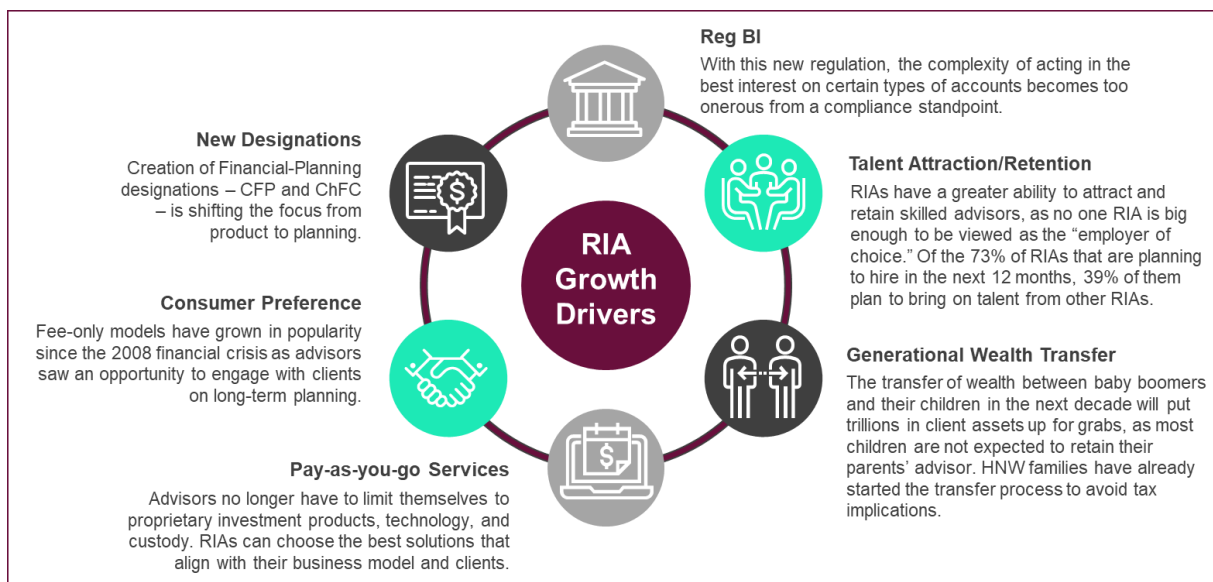 Reg BI
With this new regulation, the complexity of acting in the
best interest on certain types of accounts becomes too
onerous from a compliance standpoint.
Talent Attraction/Retention
RIAs have a greater ability to attract and
retain skilled advisors, as no one RIA is big
enough to be viewed as the “employer of
choice.” Of the 73% of RIAs that are planning
to hire in the next 12 months, 39% of them
plan to bring on talent from other RIAs.
Generational Wealth Transfer
The transfer of wealth between baby boomers
and their children in the next decade will put
trillions in client assets up for grabs, as most
children are not expected to retain their
parents’ advisor. HNW families have already
started the transfer process to avoid tax
implications.
Pay-as-you-go Services
Advisors no longer have to limit themselves to
proprietary investment products, technology, and
custody. RIAs can choose the best solutions that
align with their business model and clients.
Consumer Preference
Fee-only models have grown in popularity
since the 2008 financial crisis as advisors
saw an opportunity to engage with clients
on long-term planning.
New Designations
Creation of Financial-Planning
designations – CFP and ChFC
– is shifting the focus from
product to planning.
RIA
Growth
Drivers
$
$